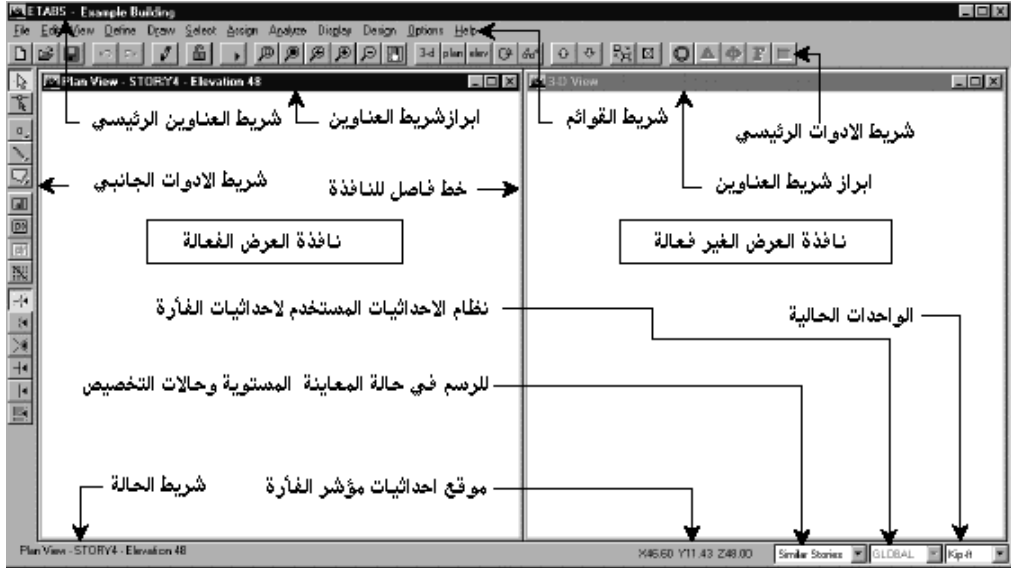 ETABS - Example Building
File Edit View Define Draw Select Assign Analyze Display Design Options Help
3-d plan elev
Plan View - STORY4 - Elevation 48
3-D View
شريط العناوين الرئيسي
ابرازشريط العناوين
شريط القوائم
شريط الادوات الرئيسي
شريط الادوات الجانبي
خط فاصل للنافذة
ابراز شريط العناوين
نافذة العرض الفعالة
نافذة العرض الغير فعالة
نظام الاحداثيات المستخدم لاحداثيات الفأرة
الواحدات الحالية
للرسم في حالة المعاينة المستوية وحالات التخصيص
شريط الحالة
موقع احداثيات مؤشر الفأرة
Plan View - STORY4 - Elevation 48
X46.60 Y11.43 Z48.00
Similar Stories
GLOBAL
Kip-ft